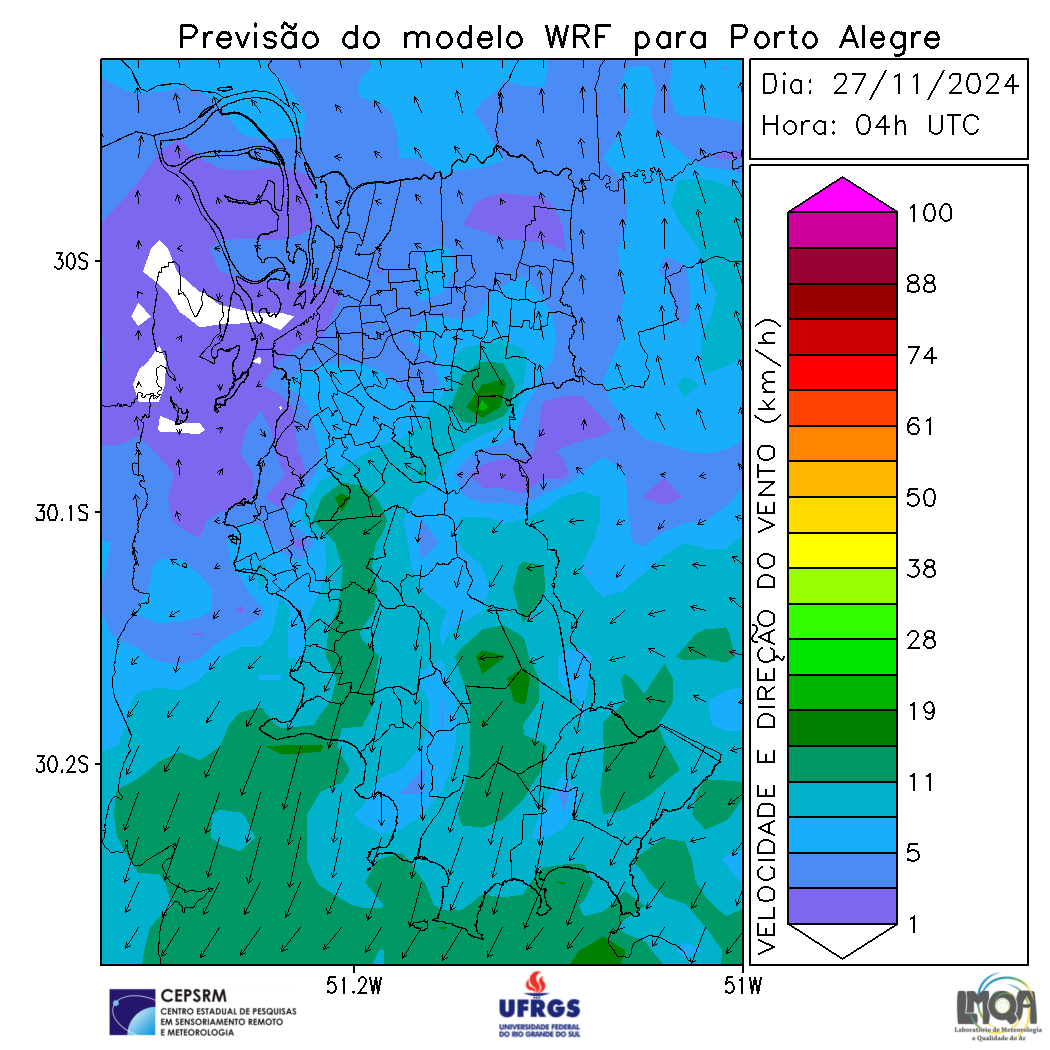 Previsão do modelo WRF para Porto Alegre
Dia: 27/11/2024
Hora: 04h UTC
30S
30.1S
30.2S
51.2W
51W
VELOCIDADE E DIREÇÃO DO VENTO (km/h)
100
88
74
61
50
38
28
19
11
5
1
CEPSRM
CENTRO ESTADUAL DE PESQUISAS
EM SENSORIAMENTO REMOTO
E METEOROLOGIA
UFRGS
UNIVERSIDADE FEDERAL
DO RIO GRANDE DO SUL
LMQA
Laboratório de Meteorologia
e Qualidade do Ar